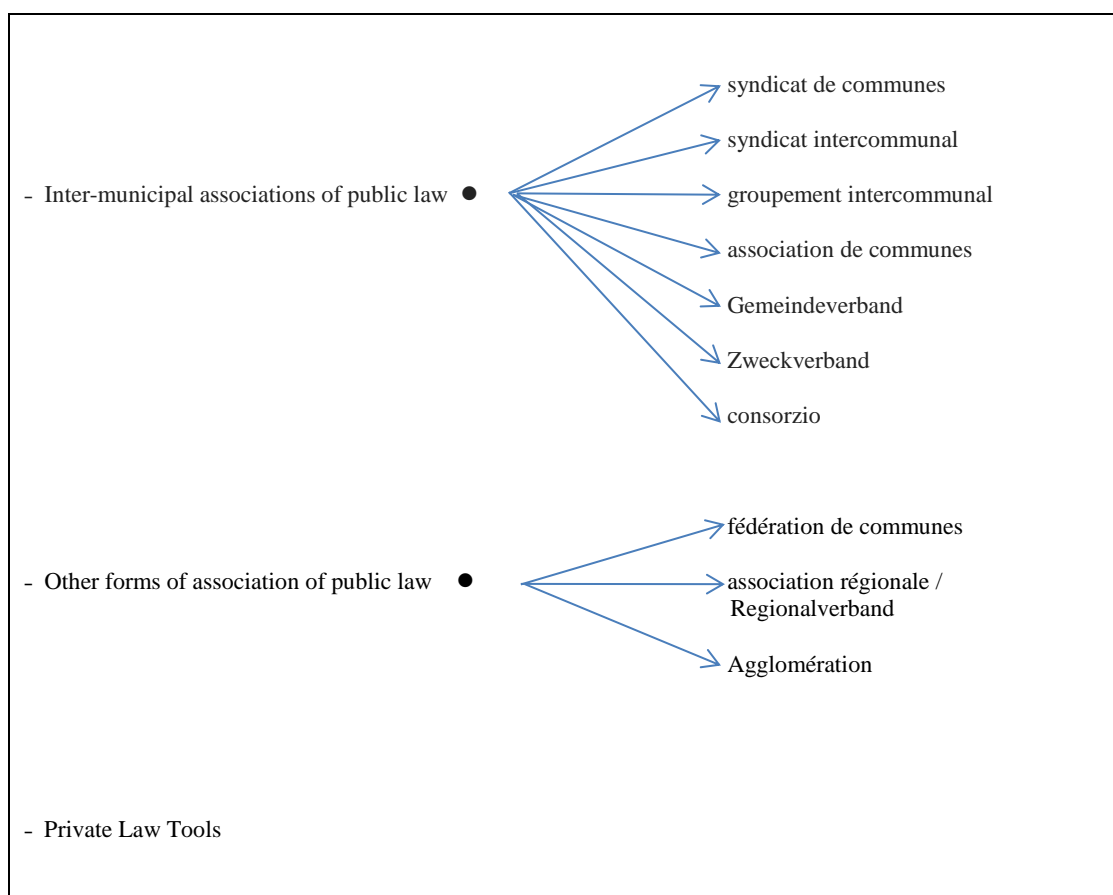 - Inter-municipal associations of public law ●
syndicat de communes
syndicat intercommunal
groupement intercommunal
association de communes
Gemeindeverband
Zweckverband
consorzio
- Other forms of association of public law ●
fédération de communes
association régionale /
Regionalverband
Agglomération
- Private Law Tools